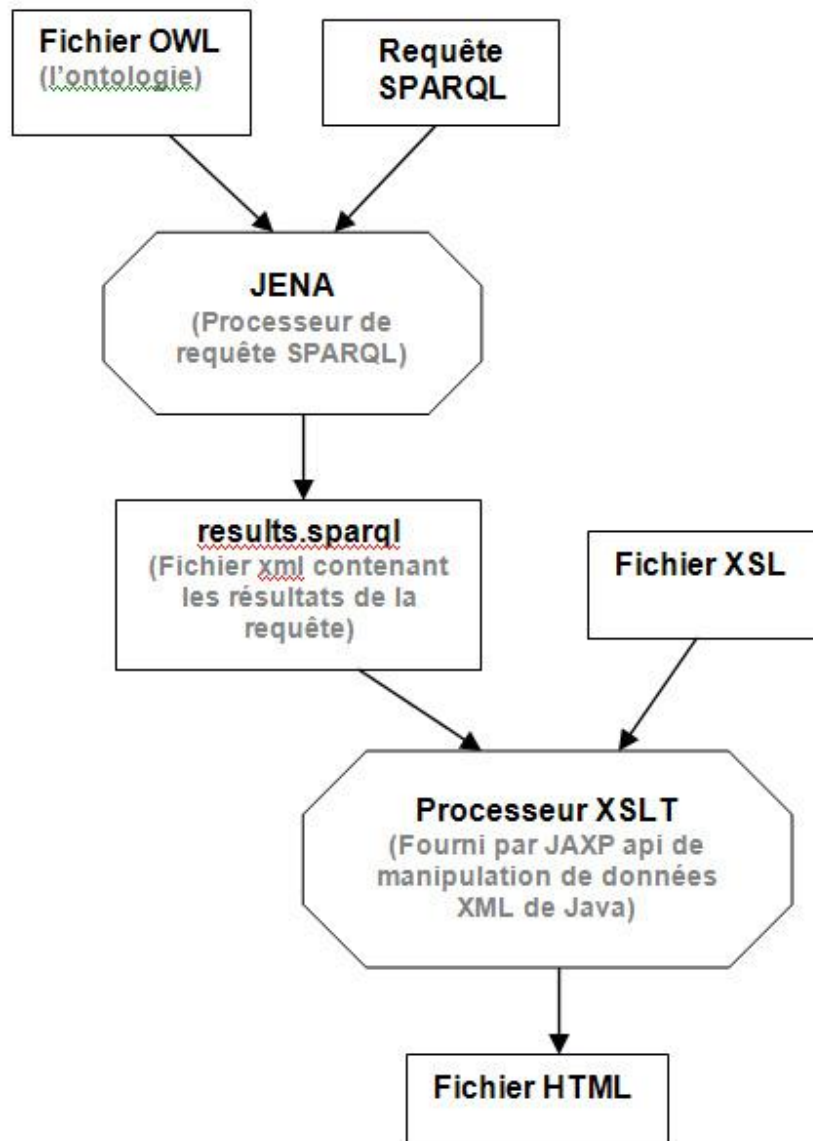 Fichier OWL
(l'ontologie)
Requête
SPARQL
JENA
(Processeur de
requête SPARQL)
results.sparql
(Fichier xml contenant
les résultats de la
requête)
Fichier XSL
Processeur XSLT
(Fourni par JAXP api de
manipulation de données
XML de Java)
Fichier HTML